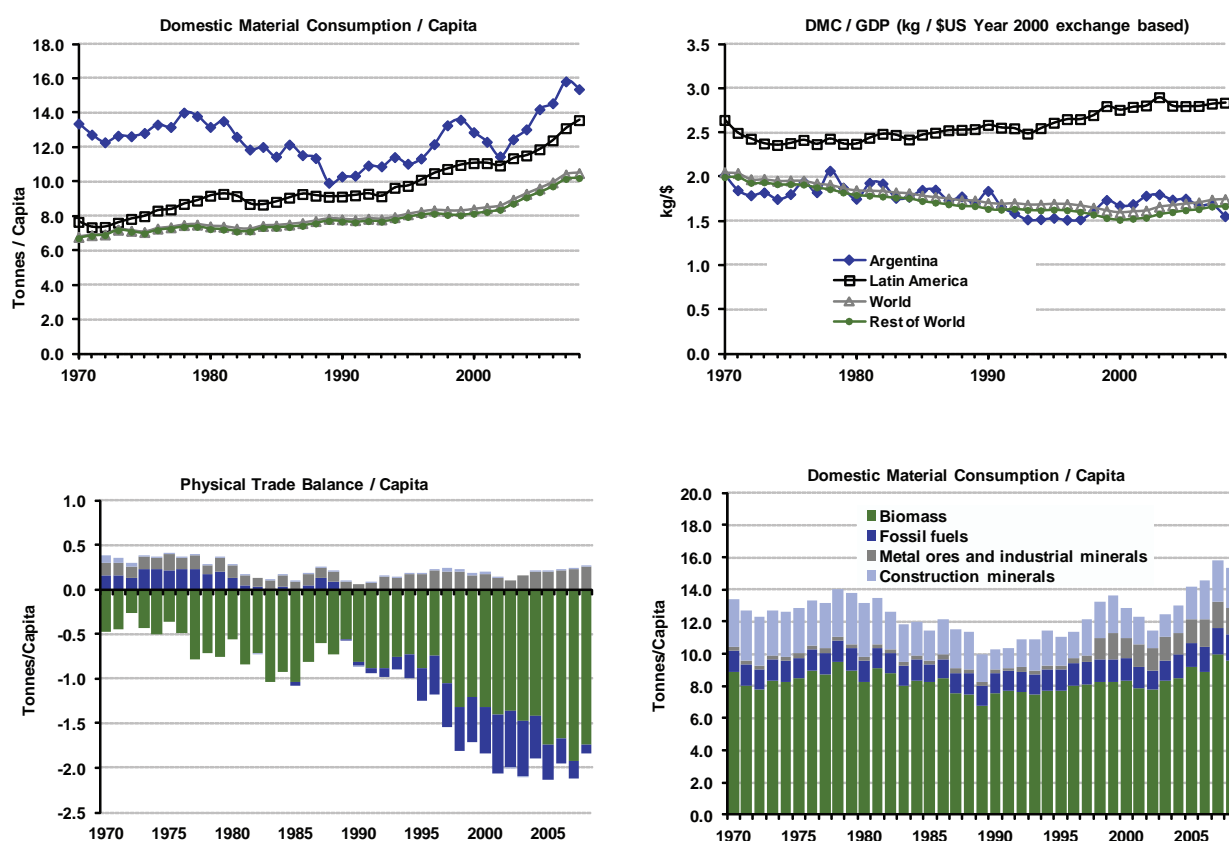 Domestic Material Consumption / Capita
18.0
16.0
14.0
12.0
10.0
8.0
6.0
4.0
2.0
0.0
Tonnes / Capita
1970 1980 1990 2000
DMC / GDP (kg / $US Year 2000 exchange based)
3.5
3.0
2.5
2.0
1.5
1.0
0.5
0.0
kg/$
Argentina
Latin America
World
Rest of World
1970 1980 1990 2000
Physical Trade Balance / Capita
1.0
0.5
0.0
-0.5
-1.0
-1.5
-2.0
-2.5
Tonnes/Capita
1970 1975 1980 1985 1990 1995 2000 2005
Domestic Material Consumption / Capita
20.0
18.0
16.0
14.0
12.0
10.0
8.0
6.0
4.0
2.0
0.0
Tonnes/Capita
Biomass
Fossil fuels
Metal ores and industrial minerals
Construction minerals
1970 1975 1980 1985 1990 1995 2000 2005